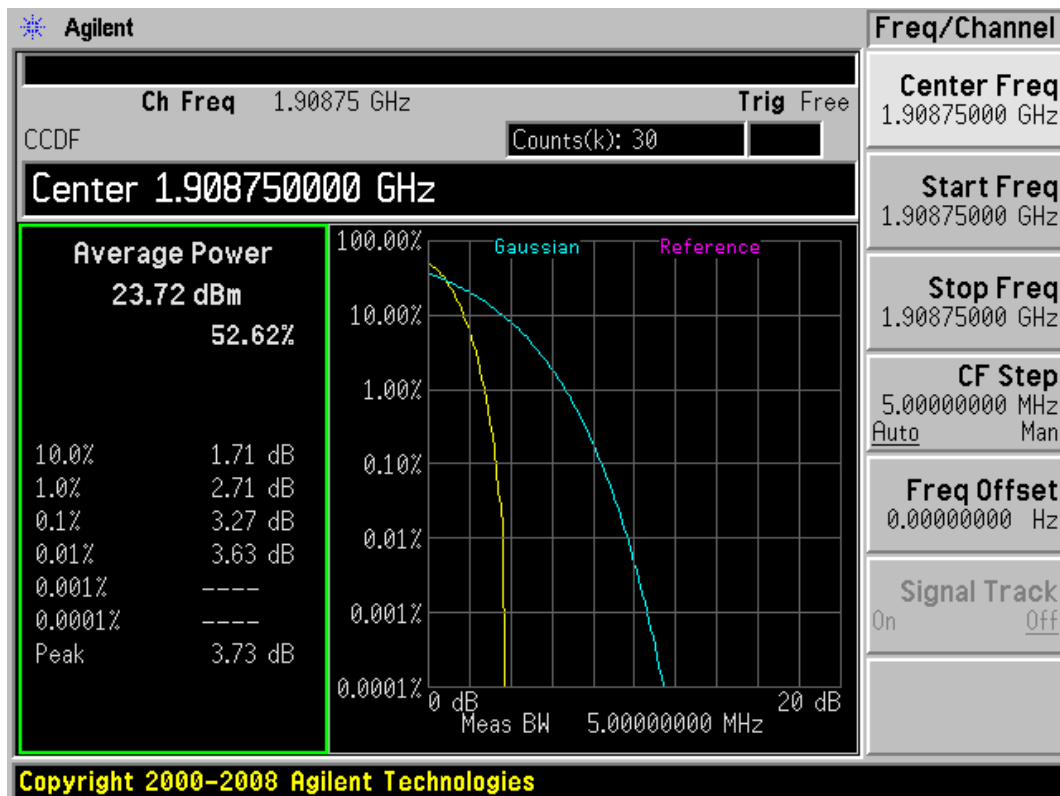 Agilent
Freq/Channel
Ch Freq 1.90875 GHz
Trig Free
CCDF
Counts(k): 30
Center 1.908750000 GHz
Average Power
23.72 dBm
52.62%
10.0% 1.71 dB
1.0% 2.71 dB
0.1% 3.27 dB
0.01% 3.63 dB
0.001% ----
0.0001% ----
Peak 3.73 dB
Gaussian
Reference
100.00%
10.00%
1.00%
0.10%
0.01%
0.001%
0.0001%
0 dB
20 dB
Meas BW 5.00000000 MHz
Center Freq
1.90875000 GHz
Start Freq
1.90875000 GHz
Stop Freq
1.90875000 GHz
CF Step
5.00000000 MHz
Auto Man
Freq Offset
0.00000000 Hz
Signal Track
On Off
Copyright 2000-2008 Agilent Technologies